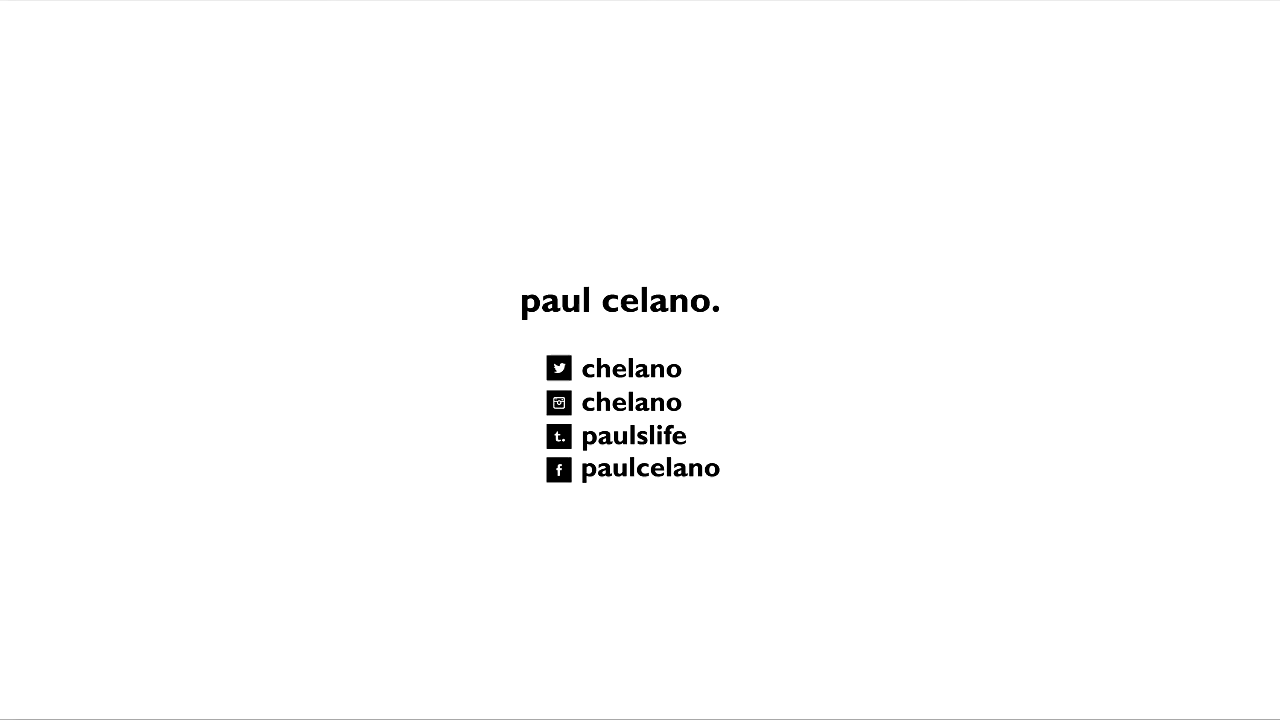 paul celano.
chelano
chelano
t. paulslife
paulcelano